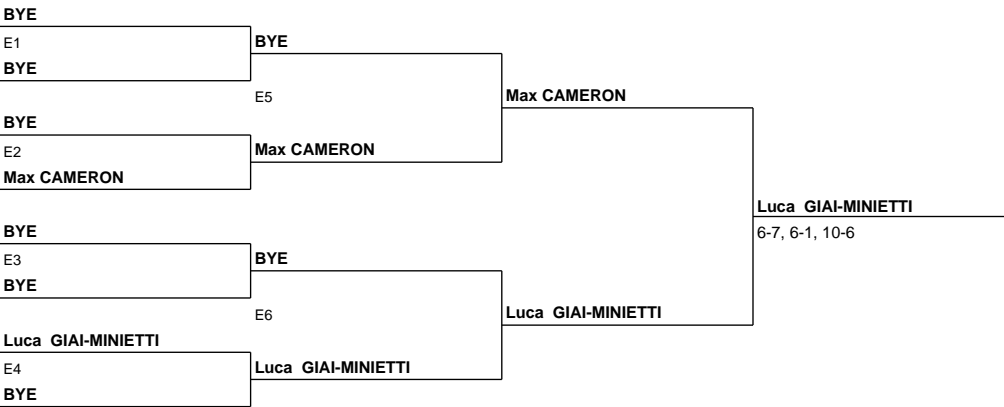 BYE
E1
BYE
BYE
E5
Max CAMERON
BYE
E2
Max CAMERON
Max CAMERON
Luca  GIAI-MINIETTI
6-7, 6-1, 10-6
BYE
E3
BYE
BYE
E6
Luca  GIAI-MINIETTI
Luca  GIAI-MINIETTI
E4
Luca  GIAI-MINIETTI
BYE